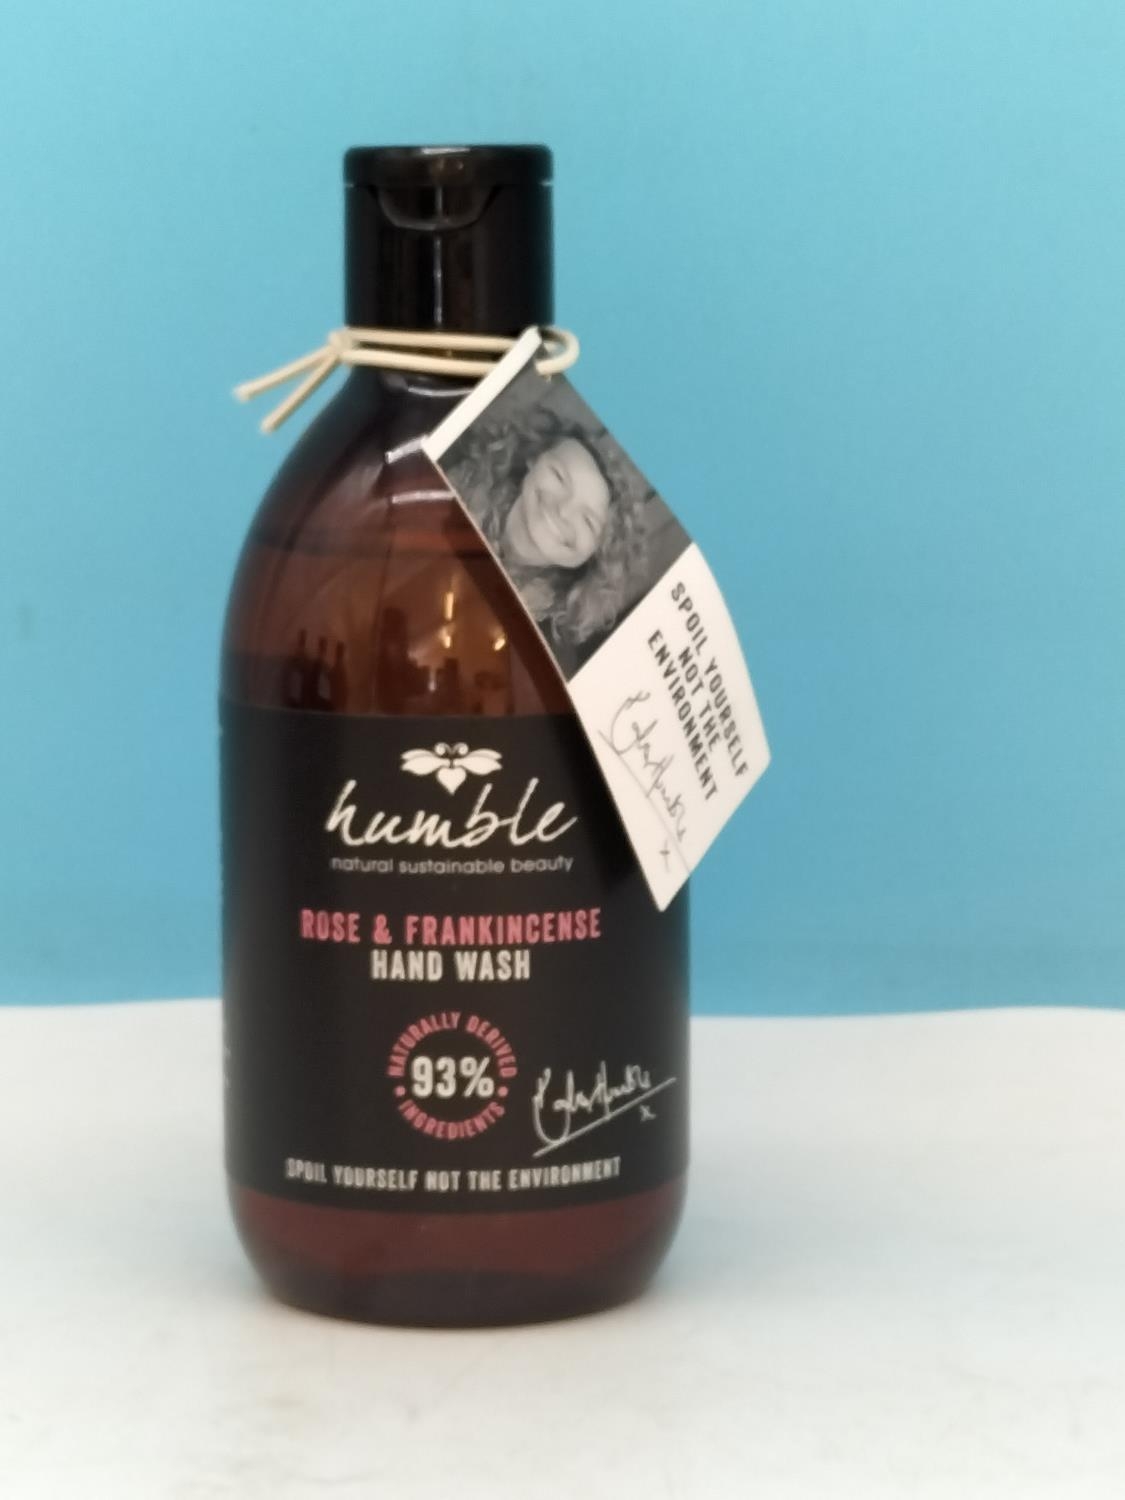 humble
natural sustainable beauty
ROSE & FRANKINCENSE
HAND WASH
NATURALLY DERIVED
93%
INGREDIENTS
SPOIL YOURSELF NOT THE ENVIRONMENT
SPOIL YOURSELF
NOT THE
ENVIRONMENT
x
x